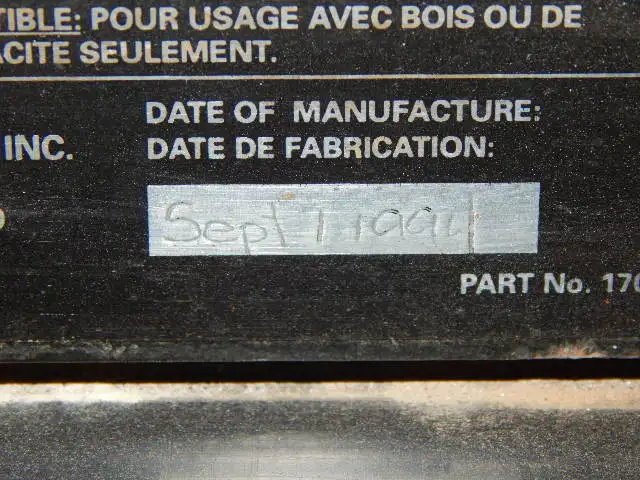 TIBLE: POUR USAGE AVEC BOIS OU DE
ACITE SEULEMENT.
DATE OF MANUFACTURE:
INC. DATE DE FABRICATION:
Sept 1 1994
PART No. 170